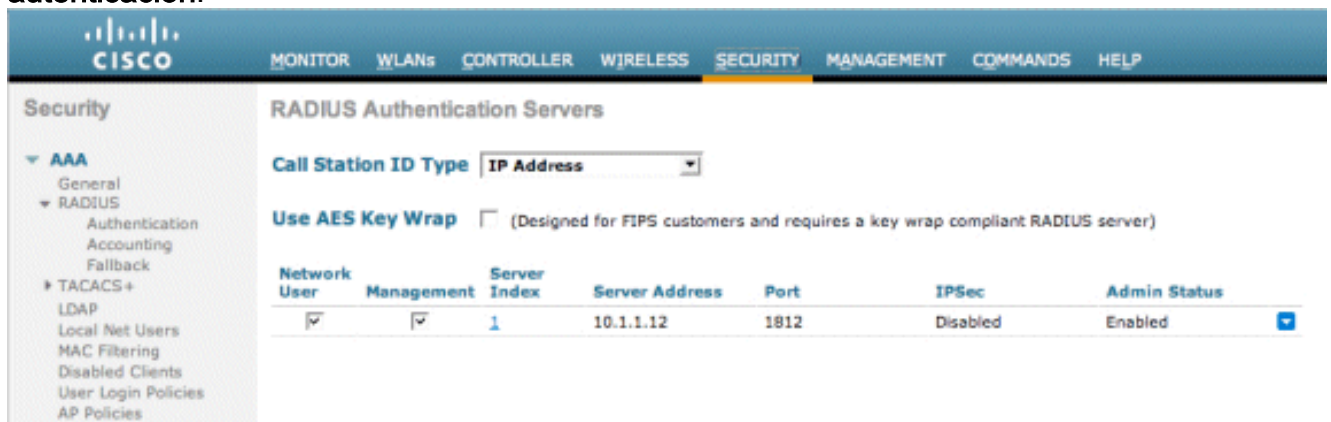 autenticación.
CISCO
MONITOR WLANs CONTROLLER WIRELESS SECURITY MANAGEMENT COMMANDS HELP
Security
AAA
General
RADIUS
Authentication
Accounting
Fallback
TACACS+
LDAP
Local Net Users
MAC Filtering
Disabled Clients
User Login Policies
AP Policies
RADIUS Authentication Servers
Call Station ID Type IP Address
Use AES Key Wrap (Designed for FIPS customers and requires a key wrap compliant RADIUS server)
Network User Management Server Index Server Address Port IPSec Admin Status
1 10.1.1.12 1812 Disabled Enabled